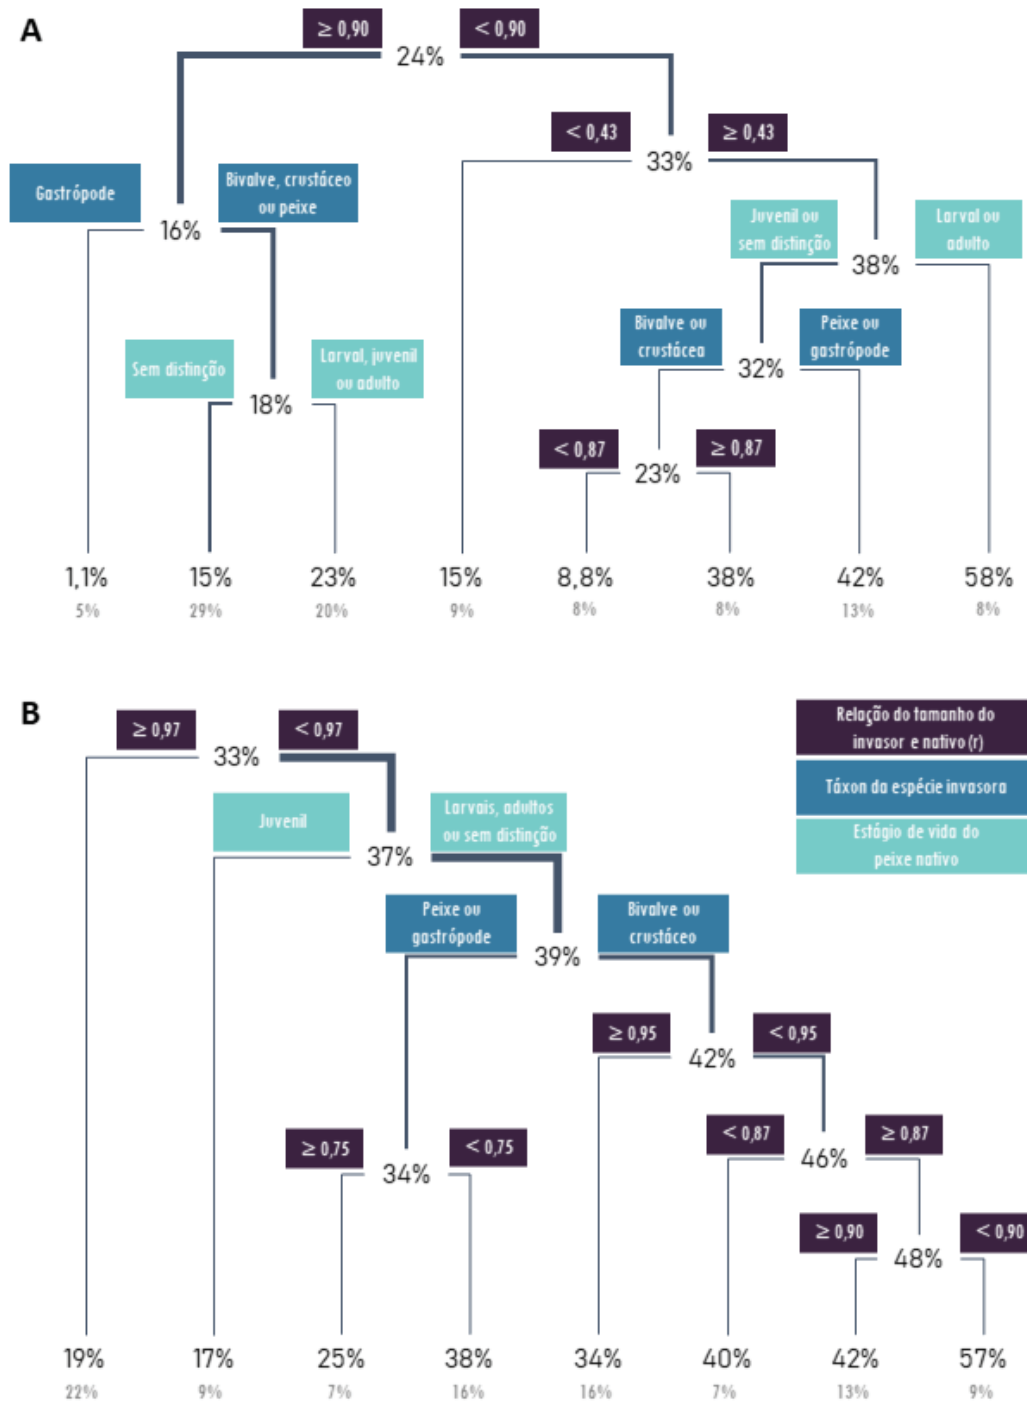 A
≥ 0,90
< 0,90
24%
< 0,43
≥ 0,43
33%
Gastrópode
Bivalve, crustáceo
ou peixe
16%
Juvenil ou
sem distinção
Larval ou
adulto
38%
Bivalve ou
crustácea
Peixe ou
gastrópode
32%
Sem distinção
Larval, juvenil
ou adulto
18%
< 0,87
≥ 0,87
23%
1,1%
15%
23%
15%
8,8%
38%
42%
58%
5%
29%
20%
9%
8%
8%
13%
8%
B
≥ 0,97
< 0,97
33%
Relação do tamanho do
invasor e nativo (r)
Táxon da espécie invasora
Estágio de vida do
peixe nativo
Juvenil
Larvais, adultos
ou sem distinção
37%
Peixe ou
gastrópode
Bivalve ou
crustáceo
39%
≥ 0,95
< 0,95
42%
≥ 0,75
< 0,75
34%
< 0,87
≥ 0,87
46%
≥ 0,90
< 0,90
48%
19%
17%
25%
38%
34%
40%
42%
57%
22%
9%
7%
16%
16%
7%
13%
9%